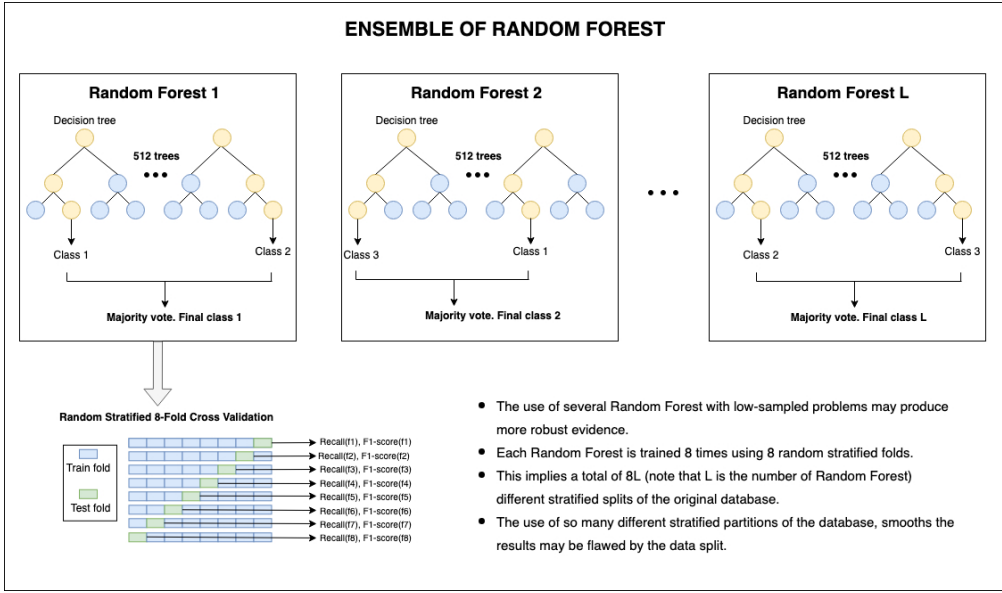 ENSEMBLE OF RANDOM FOREST
Random Forest 1
Decision tree
512 trees
Class 1
Class 2
Majority vote. Final class 1
Random Forest 2
Decision tree
512 trees
Class 3
Class 1
Majority vote. Final class 2
Random Forest L
Decision tree
512 trees
Class 2
Class 3
Majority vote. Final class L
Random Stratified 8-Fold Cross Validation
Train fold
Test fold
Recall(f1), F1-score(f1)
Recall(f2), F1-score(f2)
Recall(f3), F1-score(f3)
Recall(f4), F1-score(f4)
Recall(f5), F1-score(f5)
Recall(f6), F1-score(f6)
Recall(f7), F1-score(f7)
Recall(f8), F1-score(f8)
• The use of several Random Forest with low-sampled problems may produce
more robust evidence.
• Each Random Forest is trained 8 times using 8 random stratified folds.
• This implies a total of 8L (note that L is the number of Random Forest)
different stratified splits of the original database.
• The use of so many different stratified partitions of the database, smooths the
results may be flawed by the data split.